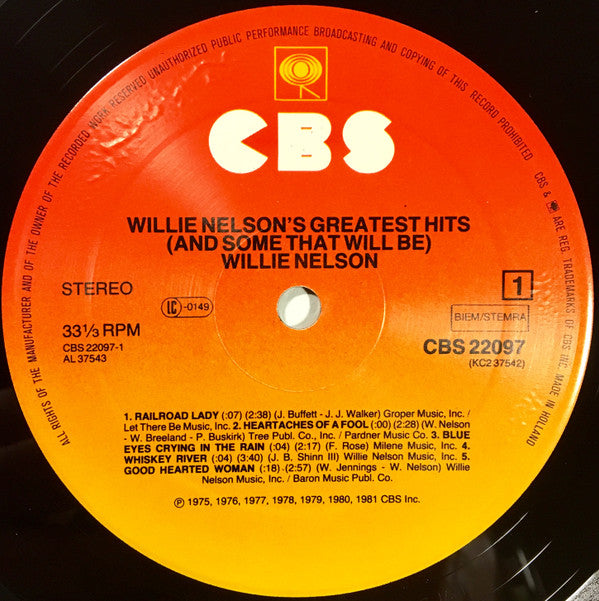 ALL RIGHTS OF THE MANUFACTURER AND OF THE OWNER OF THE RECORDED WORK RESERVED UNAUTHORIZED PUBLIC PERFORMANCE BROADCASTING AND COPYING OF THIS RECORD PROHIBITED
CBS & ARE REG. TRADEMARKS OF CBS INC. MADE IN HOLLAND
CBS
WILLIE NELSON'S GREATEST HITS
(AND SOME THAT WILL BE)
WILLIE NELSON
STEREO
LC -0149
1
33⅓ RPM
BIEM/STEMRA
CBS 22097-1
AL 37543
CBS 22097
(KC2 37542)
1. RAILROAD LADY (:07) (2:38) (J. Buffett - J. J. Walker) Groper Music, Inc. /
Let There Be Music, Inc. 2. HEARTACHES OF A FOOL (:00) (2:28) (W. Nelson
- W. Breeland - P. Buskirk) Tree Publ. Co., Inc. / Pardner Music Co. 3. BLUE
EYES CRYING IN THE RAIN (:04) (2:17) (F. Rose) Milene Music, Inc. 4.
WHISKEY RIVER (:04) (3:40) (J. B. Shinn III) Willie Nelson Music, Inc. 5.
GOOD HEARTED WOMAN (:18) -(2:57) (W. Jennings - W. Nelson) Willie
Nelson Music, Inc. / Baron Music Publ. Co.
℗ 1975, 1976, 1977, 1978, 1979, 1980, 1981 CBS Inc.